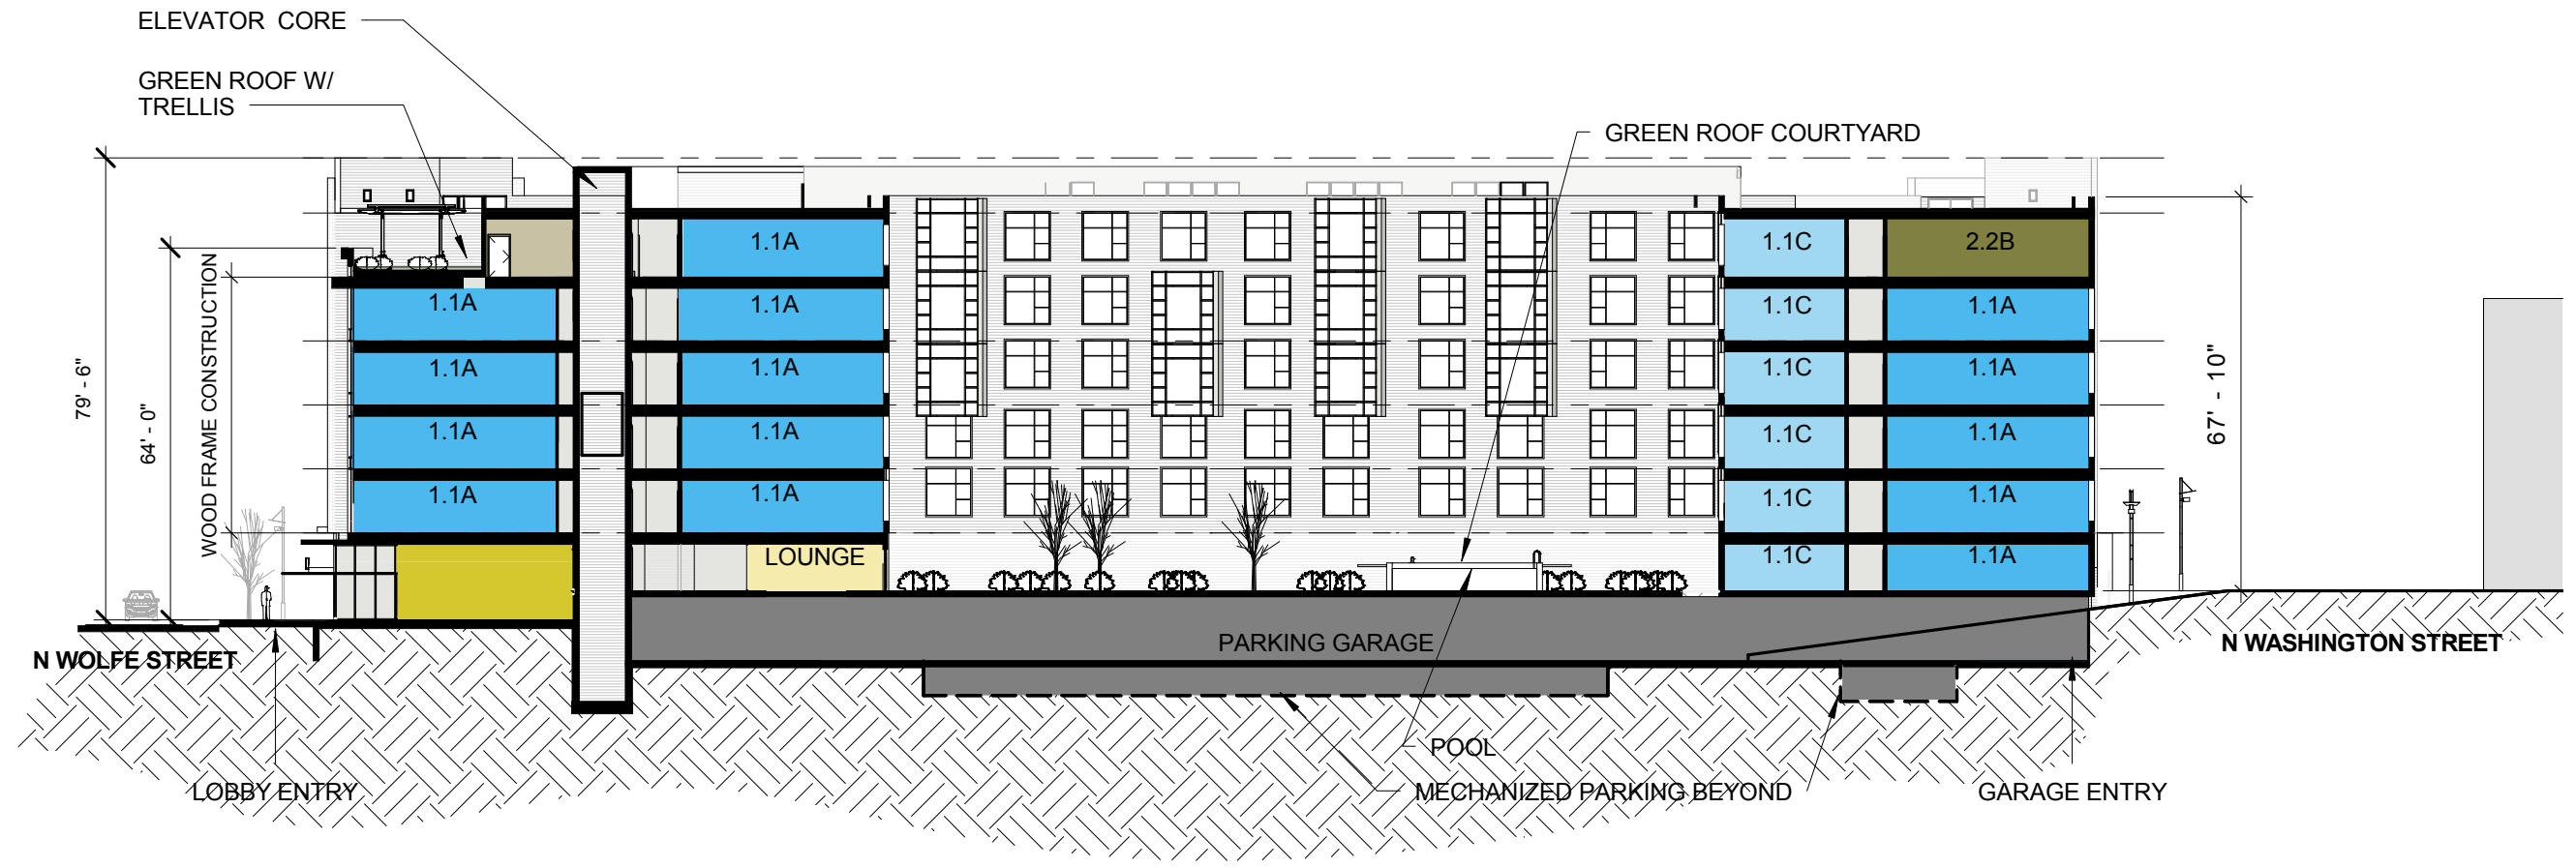 ELEVATOR CORE
GREEN ROOF W/
TRELLIS
GREEN ROOF COURTYARD
79' - 6"
64' - 0"
WOOD FRAME CONSTRUCTION
67' - 10"
1.1A
1.1C
2.2B
1.1A
1.1A
1.1C
1.1A
1.1A
1.1A
1.1C
1.1A
1.1A
1.1A
1.1C
1.1A
1.1A
1.1A
1.1C
1.1A
LOUNGE
1.1C
1.1A
PARKING GARAGE
N WOLFE STREET
N WASHINGTON STREET
POOL
LOBBY ENTRY
MECHANIZED PARKING BEYOND
GARAGE ENTRY